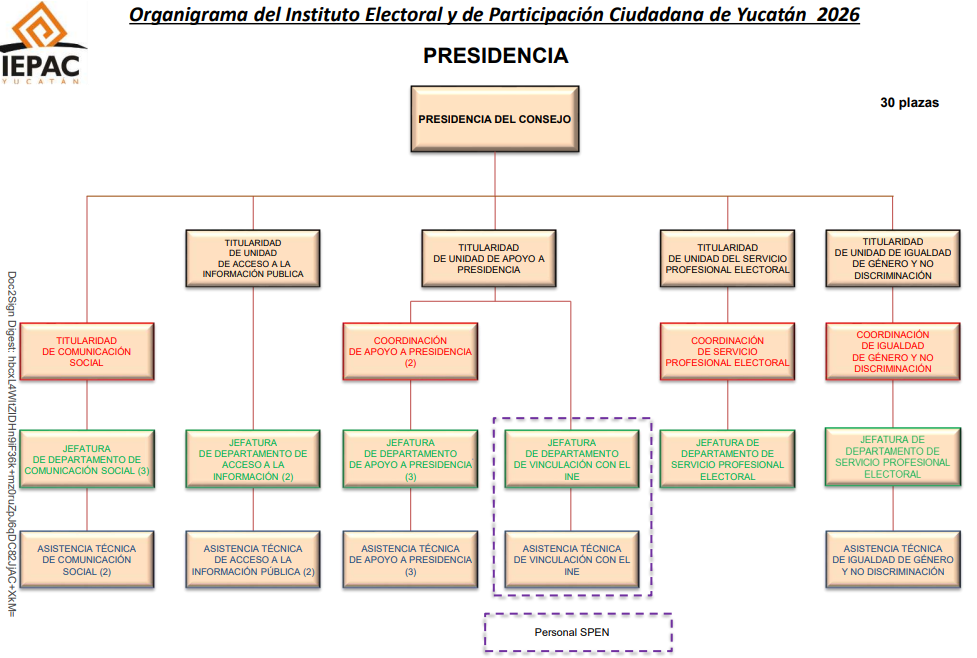 Organigrama del Instituto Electoral y de Participación Ciudadana de Yucatán 2026
IEPAC
YUCATÁN
PRESIDENCIA
30 plazas
PRESIDENCIA DEL CONSEJO
TITULARIDAD
DE UNIDAD
DE ACCESO A LA
INFORMACIÓN PUBLICA
TITULARIDAD
DE UNIDAD DE APOYO A
PRESIDENCIA
TITULARIDAD
DE UNIDAD DEL SERVICIO
PROFESIONAL ELECTORAL
TITULARIDAD
DE UNIDAD DE IGUALDAD
DE GÉNERO Y NO
DISCRIMINACIÓN
TITULARIDAD
DE COMUNICACIÓN
SOCIAL
COORDINACIÓN
DE APOYO A PRESIDENCIA
(2)
COORDINACIÓN
DE SERVICIO
PROFESIONAL ELECTORAL
COORDINACIÓN
DE IGUALDAD
DE GÉNERO Y NO
DISCRIMINACIÓN
JEFATURA
DE DEPARTAMENTO DE
COMUNICACIÓN SOCIAL (3)
JEFATURA
DE DEPARTAMENTO DE
ACCESO A LA
INFORMACIÓN (2)
JEFATURA
DE DEPARTAMENTO
DE APOYO A PRESIDENCIA
(3)
JEFATURA
DE DEPARTAMENTO
DE VINCULACIÓN CON EL
INE
JEFATURA DE
DEPARTAMENTO DE
SERVICIO PROFESIONAL
ELECTORAL
JEFATURA DE
DEPARTAMENTO DE
SERVICIO PROFESIONAL
ELECTORAL
ASISTENCIA TÉCNICA
DE COMUNICACIÓN
SOCIAL (2)
ASISTENCIA TÉCNICA
DE ACCESO A LA
INFORMACIÓN PÚBLICA (2)
ASISTENCIA TÉCNICA
DE APOYO A PRESIDENCIA
(3)
ASISTENCIA TÉCNICA
DE VINCULACIÓN CON EL
INE
ASISTENCIA TÉCNICA
DE IGUALDAD DE GÉNERO
Y NO DISCRIMINACIÓN
Personal SPEN
Doc2Sign Digest: